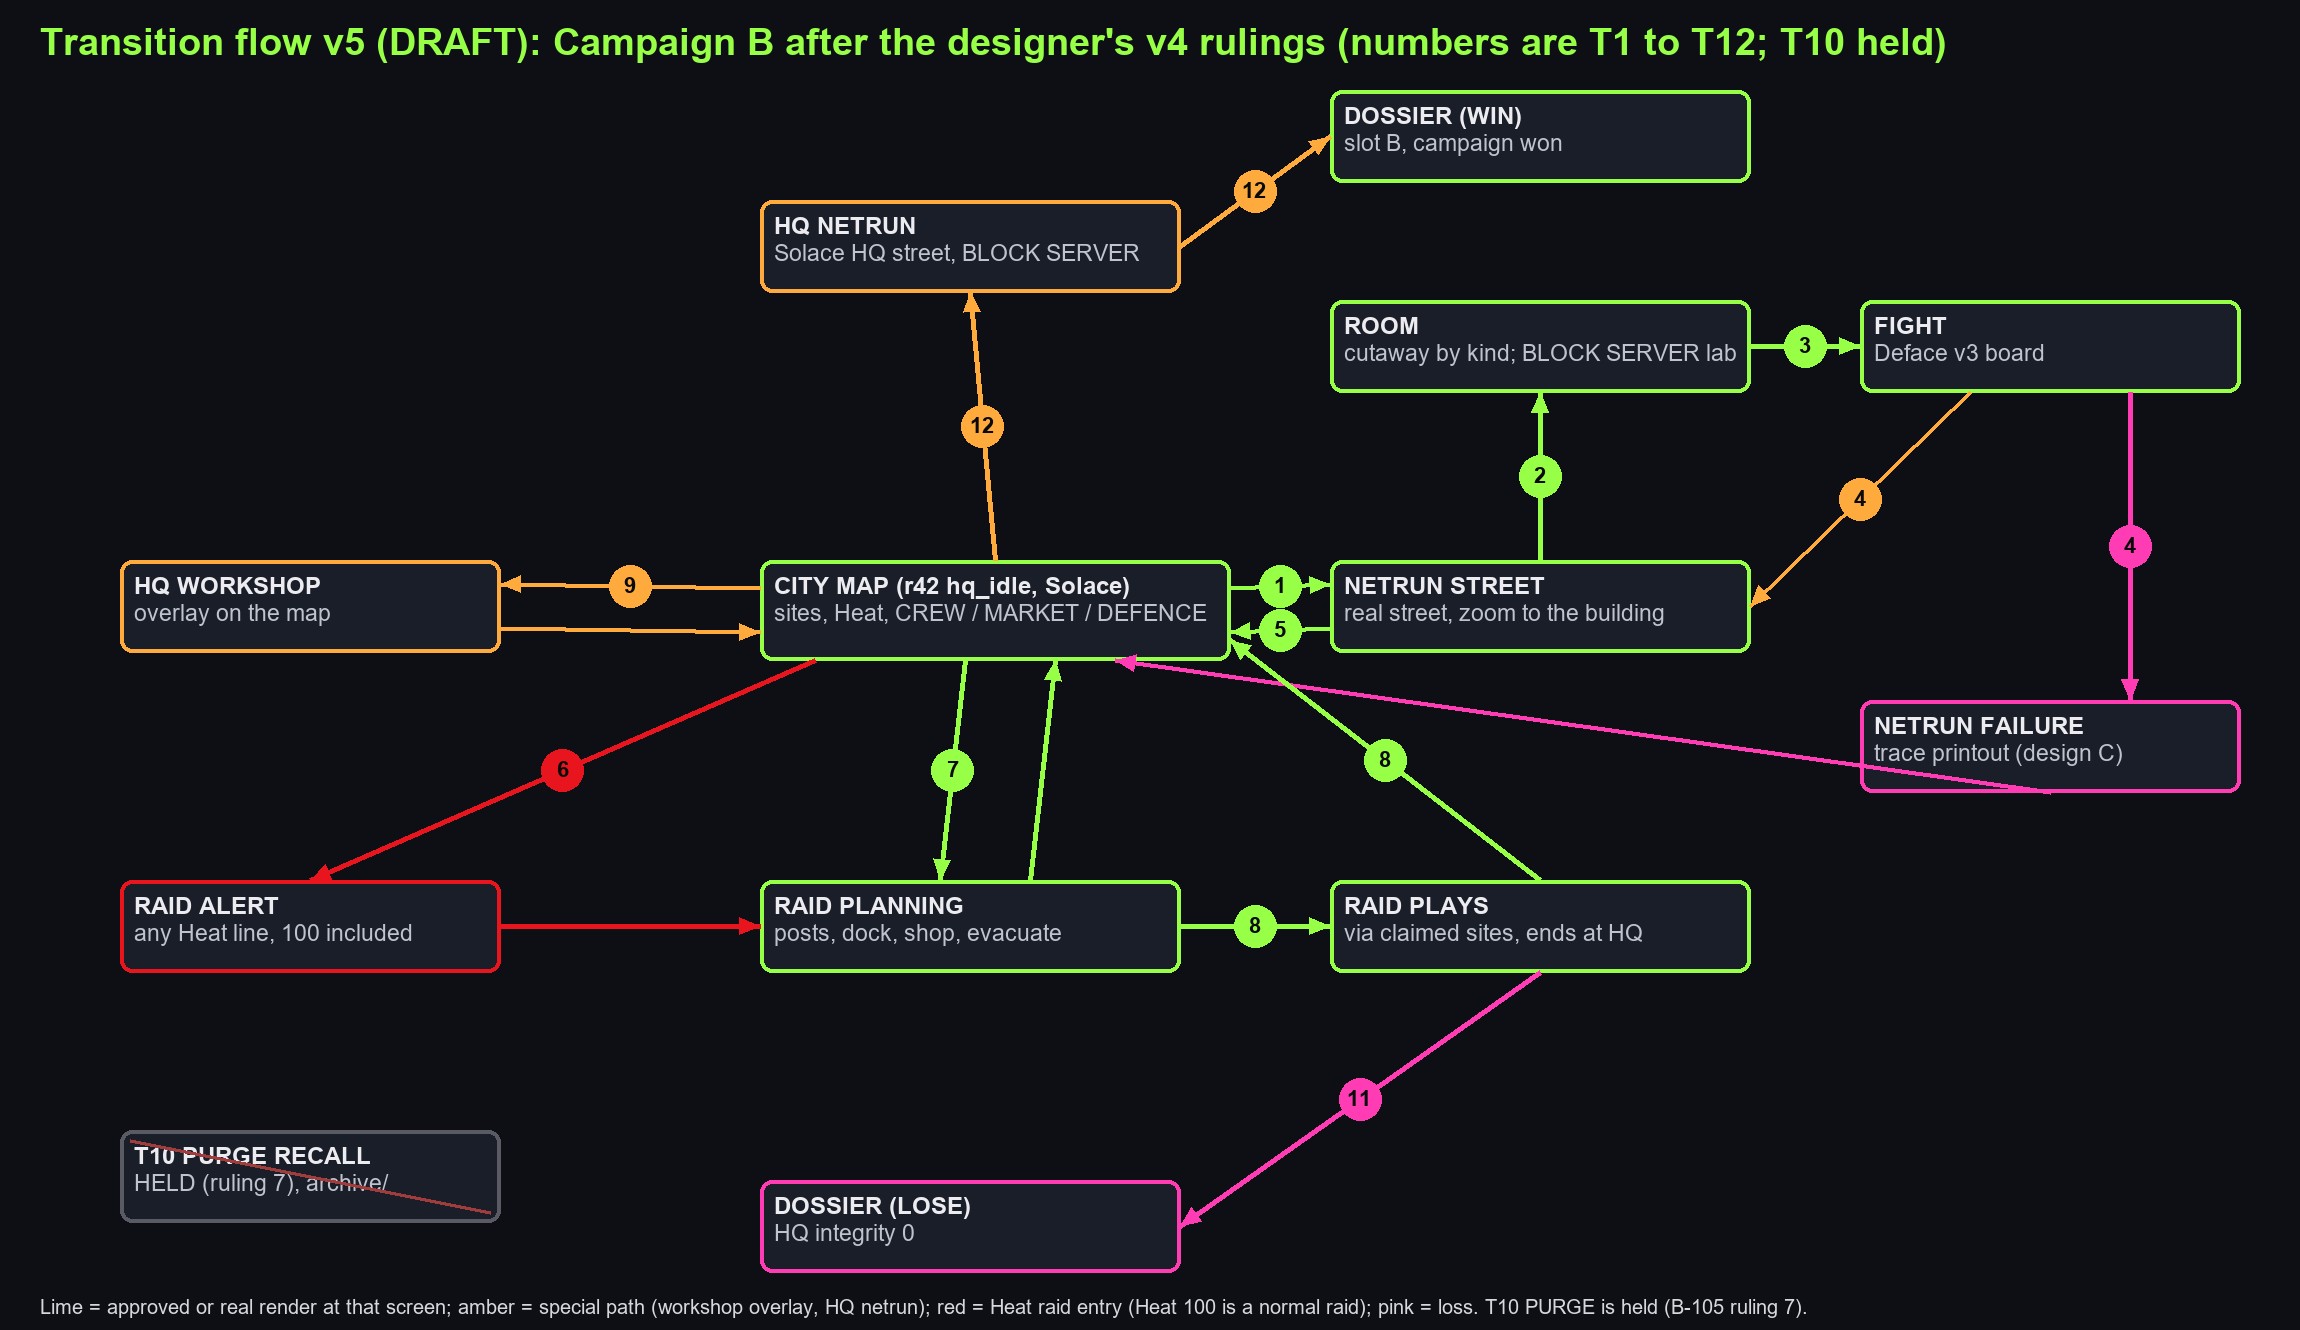 Transition flow v5 (DRAFT): Campaign B after the designer's v4 rulings (numbers are T1 to T12; T10 held)
DOSSIER (WIN)
slot B, campaign won
12
HQ NETRUN
Solace HQ street, BLOCK SERVER
ROOM
cutaway by kind; BLOCK SERVER lab
3
FIGHT
Deface v3 board
12
2
4
4
HQ WORKSHOP
overlay on the map
9
CITY MAP (r42 hq_idle, Solace)
sites, Heat, CREW / MARKET / DEFENCE
1
5
NETRUN STREET
real street, zoom to the building
NETRUN FAILURE
trace printout (design C)
6
7
8
RAID ALERT
any Heat line, 100 included
RAID PLANNING
posts, dock, shop, evacuate
8
RAID PLAYS
via claimed sites, ends at HQ
11
T10 PURGE RECALL
HELD (ruling 7), archive/
DOSSIER (LOSE)
HQ integrity 0
Lime = approved or real render at that screen; amber = special path (workshop overlay, HQ netrun); red = Heat raid entry (Heat 100 is a normal raid); pink = loss. T10 PURGE is held (B-105 ruling 7).